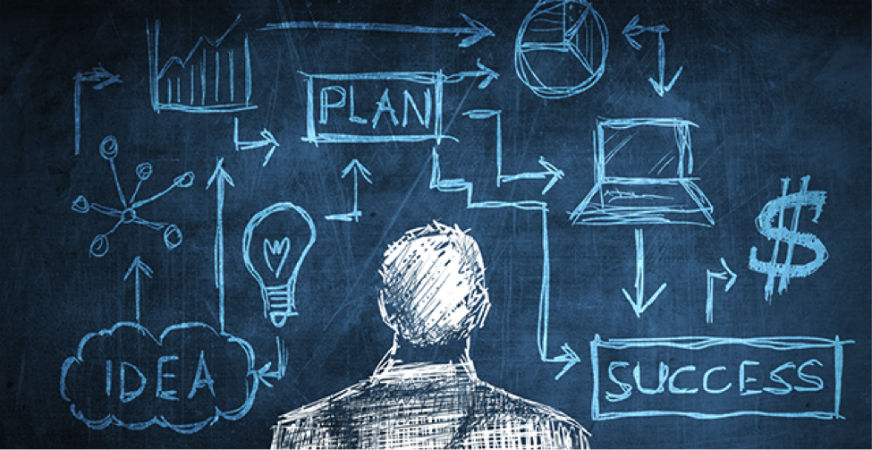 PLAN
$
IDEA
SUCCESS